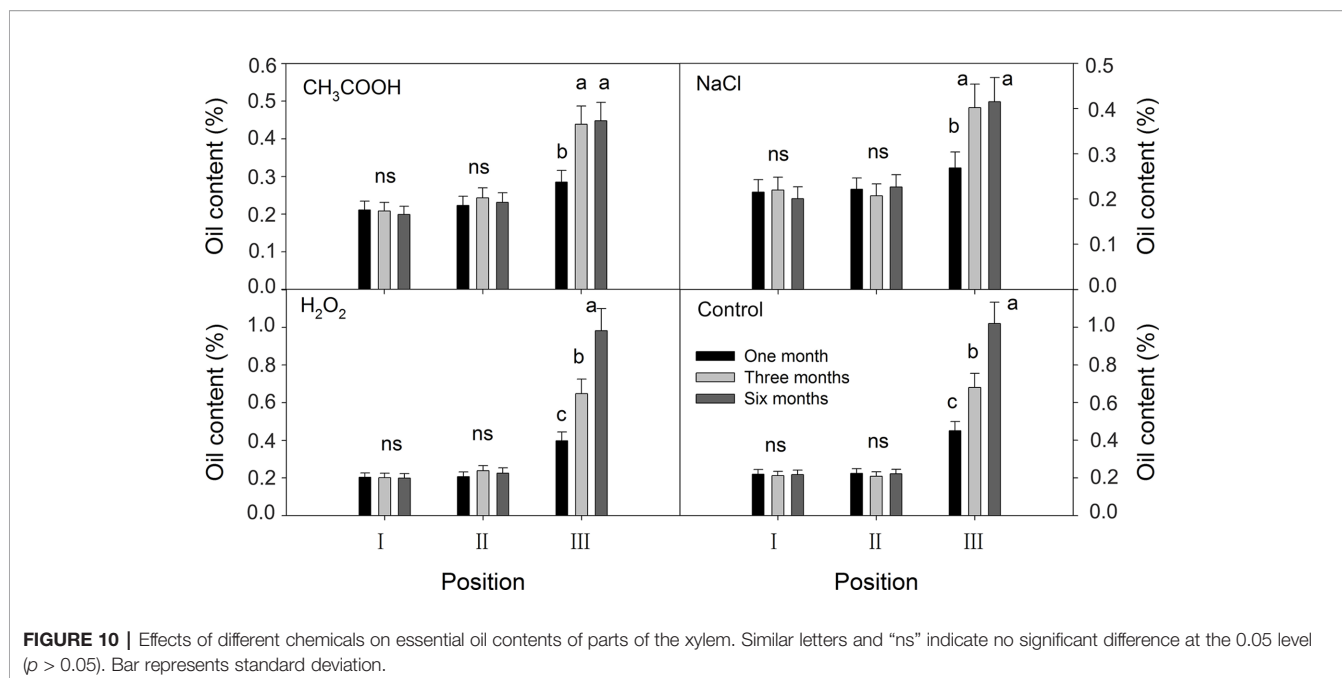 CH₃COOH
Oil content (%)
0.6
0.5
0.4
0.3
0.2
0.1
0.0
ns
ns
b
a
a
NaCl
Oil content (%)
0.5
0.4
0.3
0.2
0.1
0.0
ns
ns
b
a
a
H₂O₂
Oil content (%)
1.0
0.8
0.6
0.4
0.2
0.0
ns
ns
c
b
a
I
II
III
Position
Control
One month
Three months
Six months
Oil content (%)
1.0
0.8
0.6
0.4
0.2
0.0
ns
ns
c
b
a
I
II
III
Position
FIGURE 10 | Effects of different chemicals on essential oil contents of parts of the xylem. Similar letters and “ns” indicate no significant difference at the 0.05 level
(p > 0.05). Bar represents standard deviation.